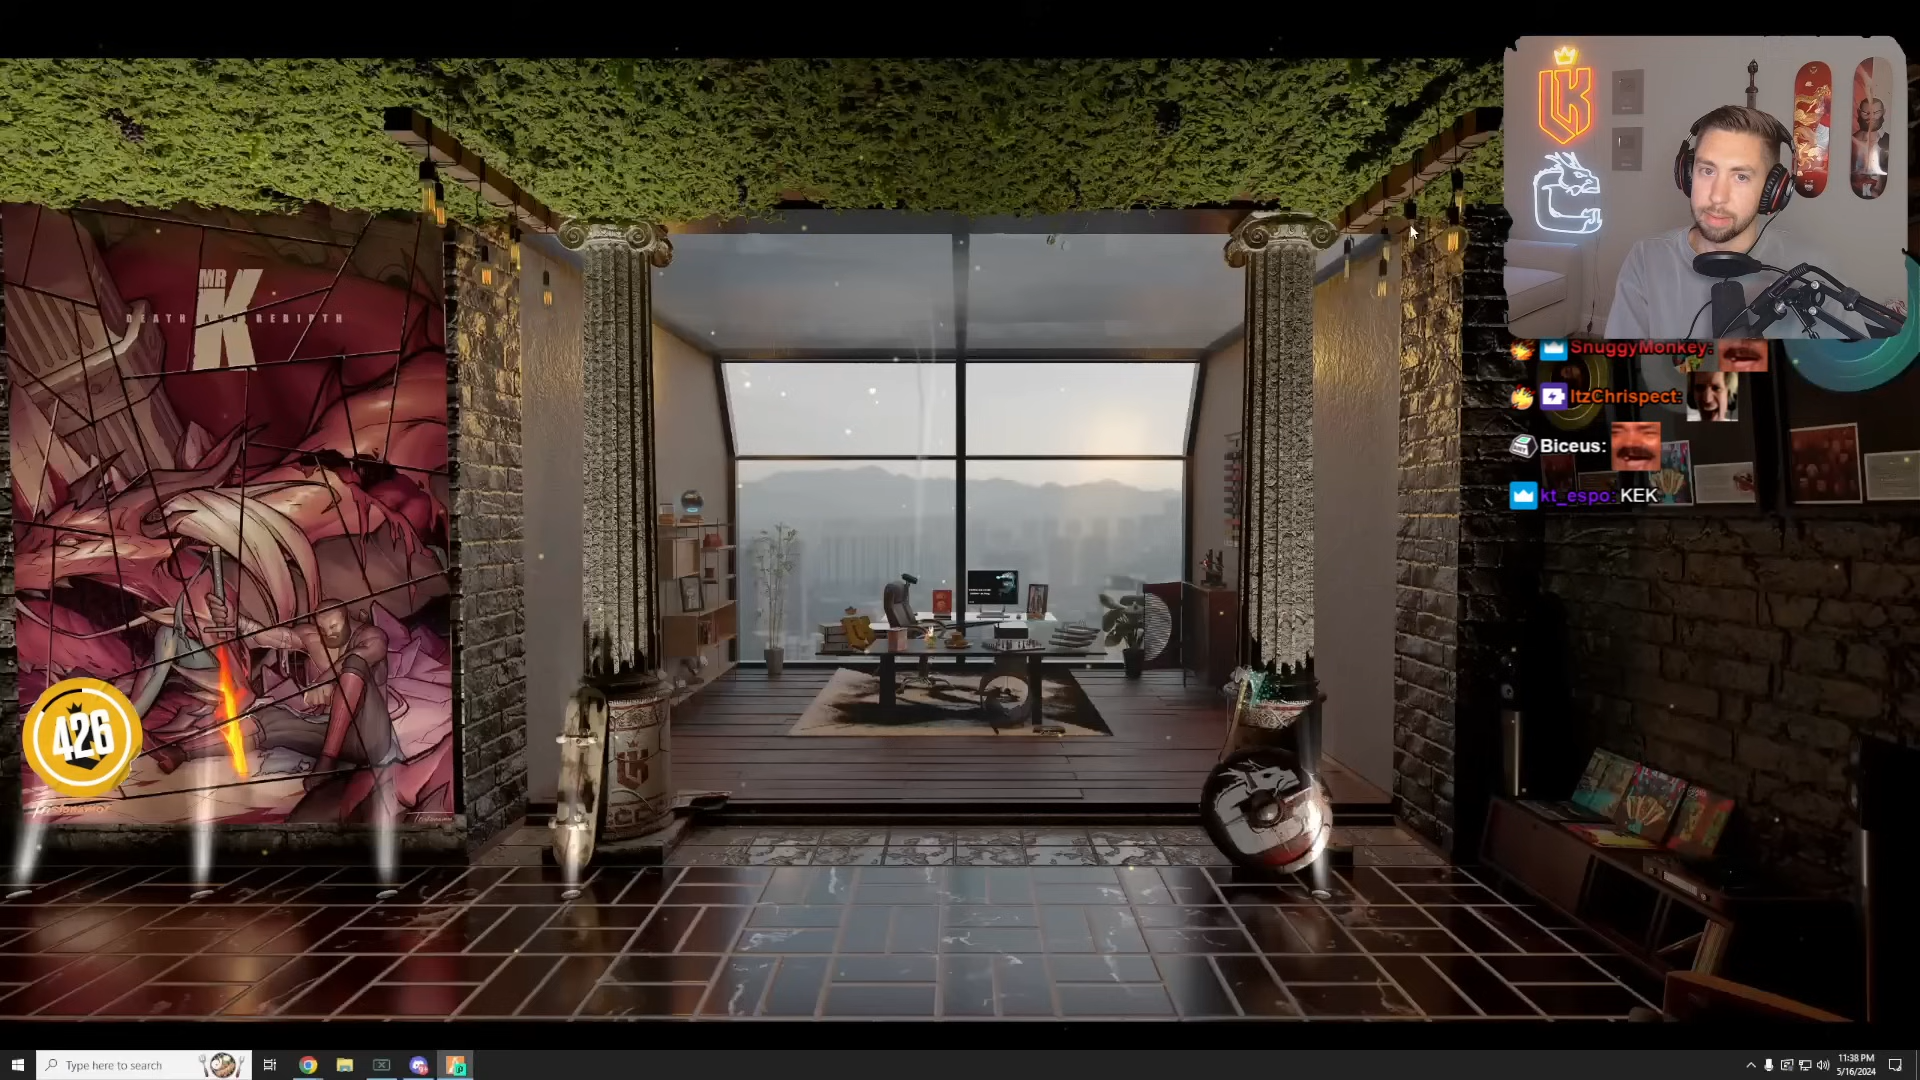 MR
K
DEATH AND REBIRTH
LK
SnuggyMonkey:
ItzChrispect:
Biceus:
kt_espo: KEK
426
Type here to search
11:38 PM
5/16/2024